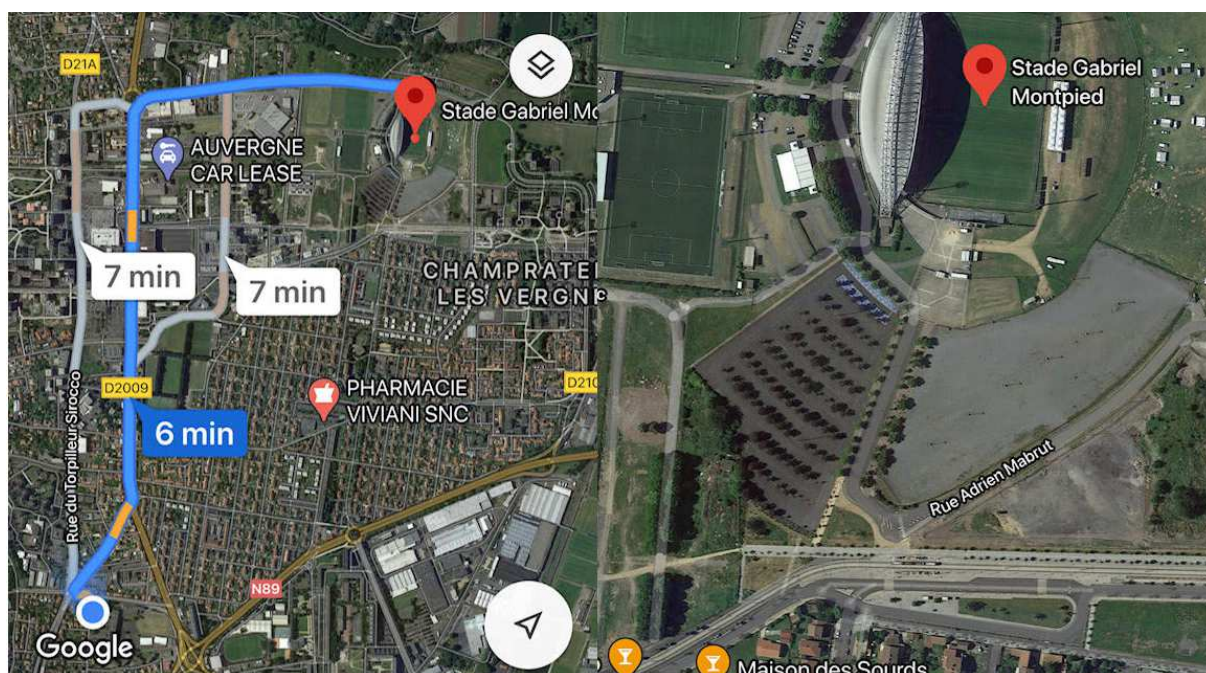 D21A
Stade Gabriel Mo
AUVERGNE
CAR LEASE
7 min
7 min
CHAMPRATEL
LES VERGNE
D2009
Rue du Torpilleur Sirocco
PHARMACIE
VIVIANI SNC
D210
6 min
N89
Google
Stade Gabriel
Montpied
Rue Adrien Mabrut
Maison des Sourds